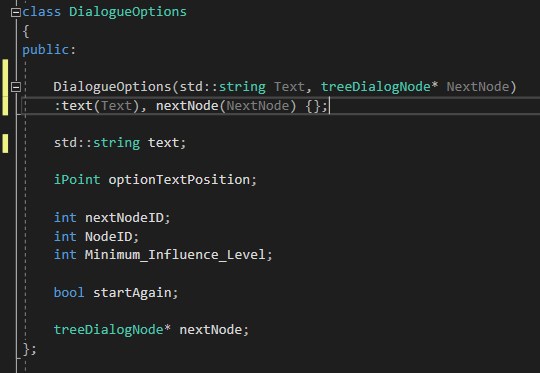 class DialogueOptions
{
public:
DialogueOptions(std::string Text, treeDialogNode* NextNode)
:text(Text), nextNode(NextNode) {};
std::string text;
iPoint optionTextPosition;
int nextNodeID;
int NodeID;
int Minimum_Influence_Level;
bool startAgain;
treeDialogNode* nextNode;
};